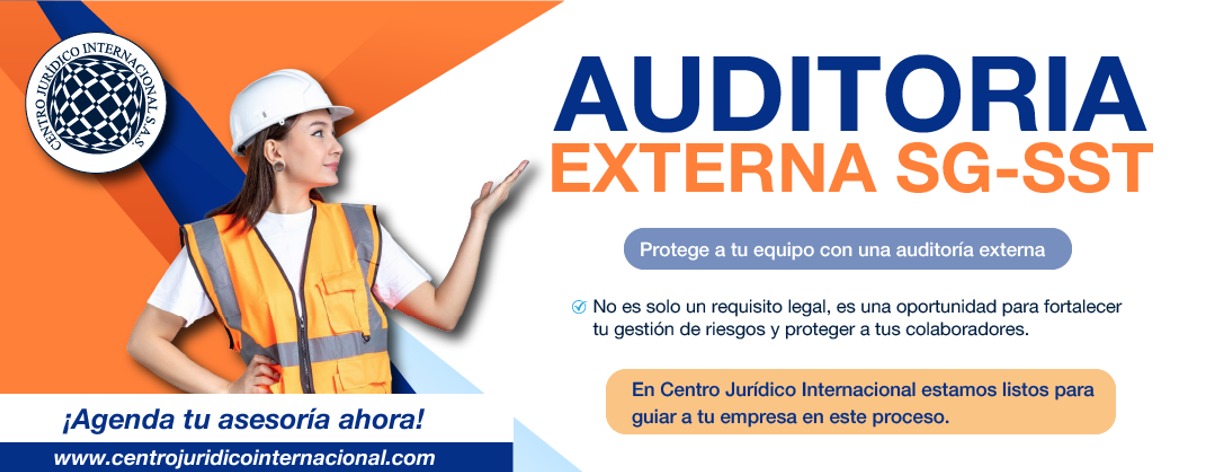 CENTRO JURÍDICO INTERNACIONAL S.A.S.
AUDITORIA
EXTERNA SG-SST
Protege a tu equipo con una auditoría externa
No es solo un requisito legal, es una oportunidad para fortalecer
tu gestión de riesgos y proteger a tus colaboradores.
En Centro Jurídico Internacional estamos listos para
guiar a tu empresa en este proceso.
¡Agenda tu asesoría ahora!
www.centrojuridicointernacional.com